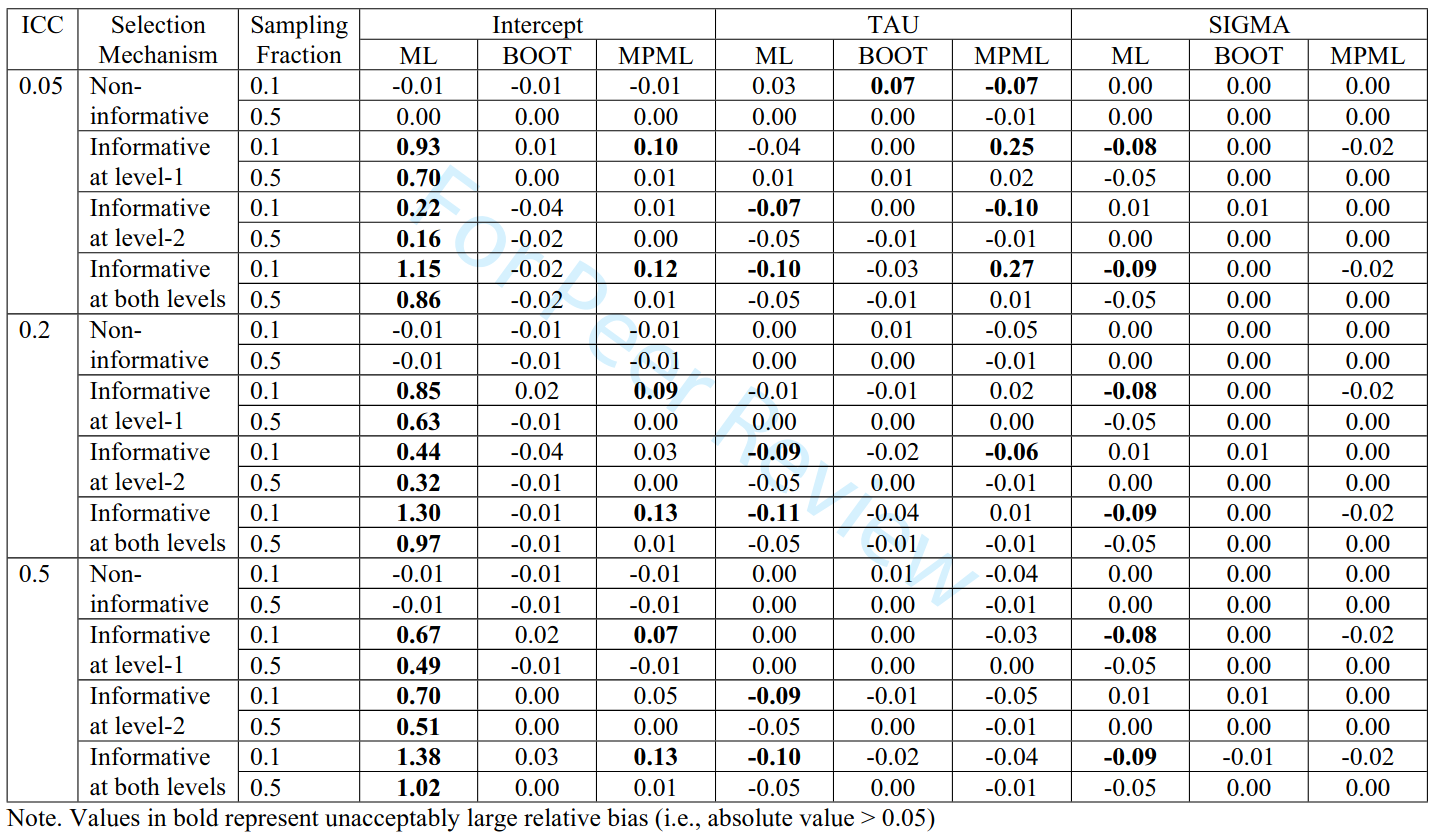 ICC Selection Sampling Intercept TAU SIGMA
Mechanism Fraction ML BOOT MPML ML BOOT MPML ML BOOT MPML
0.05 Non- 0.1 -0.01 -0.01 -0.01 0.03 0.07 -0.07 0.00 0.00 0.00
informative 0.5 0.00 0.00 0.00 0.00 0.00 -0.01 0.00 0.00 0.00
Informative 0.1 0.93 0.01 0.10 -0.04 0.00 0.25 -0.08 0.00 -0.02
at level-1 0.5 0.70 0.00 0.01 0.01 0.01 0.02 -0.05 0.00 0.00
Informative 0.1 0.22 -0.04 0.01 -0.07 0.00 -0.10 0.01 0.01 0.00
at level-2 0.5 0.16 -0.02 0.00 -0.05 -0.01 -0.01 0.00 0.00 0.00
Informative 0.1 1.15 -0.02 0.12 -0.10 -0.03 0.27 -0.09 0.00 -0.02
at both levels 0.5 0.86 -0.02 0.01 -0.05 -0.01 0.01 -0.05 0.00 0.00
0.2 Non- 0.1 -0.01 -0.01 -0.01 0.00 0.01 -0.05 0.00 0.00 0.00
informative 0.5 -0.01 -0.01 -0.01 0.00 0.00 -0.01 0.00 0.00 0.00
Informative 0.1 0.85 0.02 0.09 -0.01 -0.01 0.02 -0.08 0.00 -0.02
at level-1 0.5 0.63 -0.01 0.00 0.00 0.00 0.00 -0.05 0.00 0.00
Informative 0.1 0.44 -0.04 0.03 -0.09 -0.02 -0.06 0.01 0.01 0.00
at level-2 0.5 0.32 -0.01 0.00 -0.05 0.00 -0.01 0.00 0.00 0.00
Informative 0.1 1.30 -0.01 0.13 -0.11 -0.04 0.01 -0.09 0.00 -0.02
at both levels 0.5 0.97 -0.01 0.01 -0.05 -0.01 -0.01 -0.05 0.00 0.00
0.5 Non- 0.1 -0.01 -0.01 -0.01 0.00 0.01 -0.04 0.00 0.00 0.00
informative 0.5 -0.01 -0.01 -0.01 0.00 0.00 -0.01 0.00 0.00 0.00
Informative 0.1 0.67 0.02 0.07 0.00 0.00 -0.03 -0.08 0.00 -0.02
at level-1 0.5 0.49 -0.01 -0.01 0.00 0.00 0.00 -0.05 0.00 0.00
Informative 0.1 0.70 0.00 0.05 -0.09 -0.01 -0.05 0.01 0.01 0.00
at level-2 0.5 0.51 0.00 0.00 -0.05 0.00 -0.01 0.00 0.00 0.00
Informative 0.1 1.38 0.03 0.13 -0.10 -0.02 -0.04 -0.09 -0.01 -0.02
at both levels 0.5 1.02 0.00 0.01 -0.05 0.00 -0.01 -0.05 0.00 0.00
Note. Values in bold represent unacceptably large relative bias (i.e., absolute value > 0.05)
For Peer Review